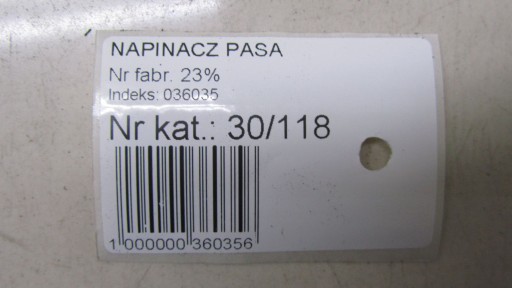 NAPINACZ PASA
Nr fabr. 23%
Indeks: 036035
Nr kat.: 30/118
1 000000 360356